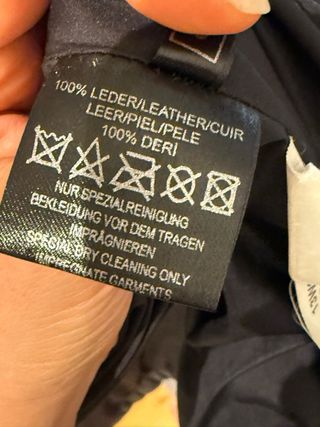 100% LEDER/LEATHER/CUIR
LEER/PIEL/PELE
100% DERI
NUR SPEZIALREINIGUNG
BEKLEIDUNG VOR DEM TRAGEN
IMPRÄGNIEREN
SPECIAL DRY CLEANING ONLY
IMPREGNATE GARMENTS